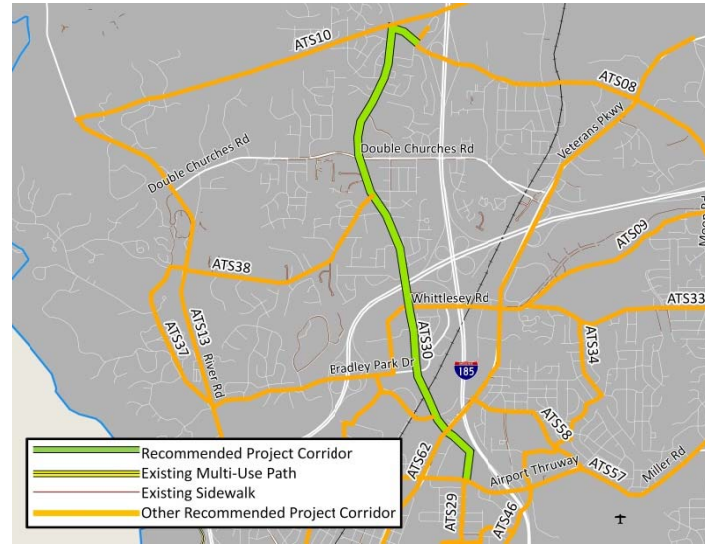 ATS10
ATS08
Veterans Pkwy
Double Churches Rd
Double Churches Rd
ATS09
ATS38
Whittlesey Rd
ATS33
ATS37
ATS13
ATS30
ATS34
River Rd
Bradley Park Dr
185
ATS58
ATS62
ATS57
Miller Rd
Airport Thruway
ATS29
ATS46
Recommended Project Corridor
Existing Multi-Use Path
Existing Sidewalk
Other Recommended Project Corridor